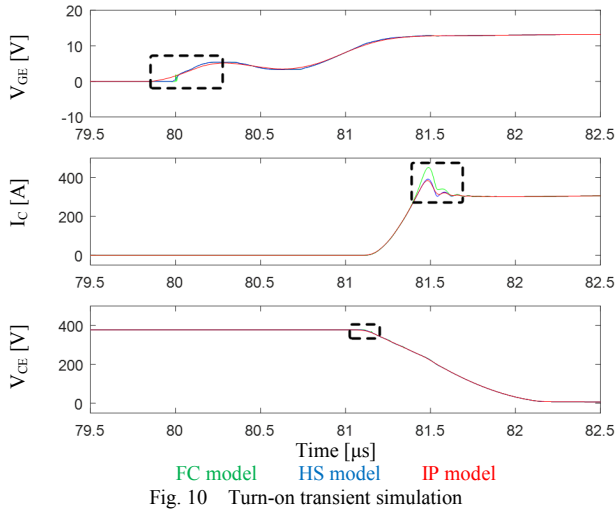 20
10
0
-10
V_GE [V]
79.5 80 80.5 81 81.5 82 82.5
400
200
0
I_C [A]
79.5 80 80.5 81 81.5 82 82.5
400
200
0
V_CE [V]
79.5 80 80.5 81 81.5 82 82.5
Time [µs]
FC model HS model IP model
Fig. 10 Turn-on transient simulation